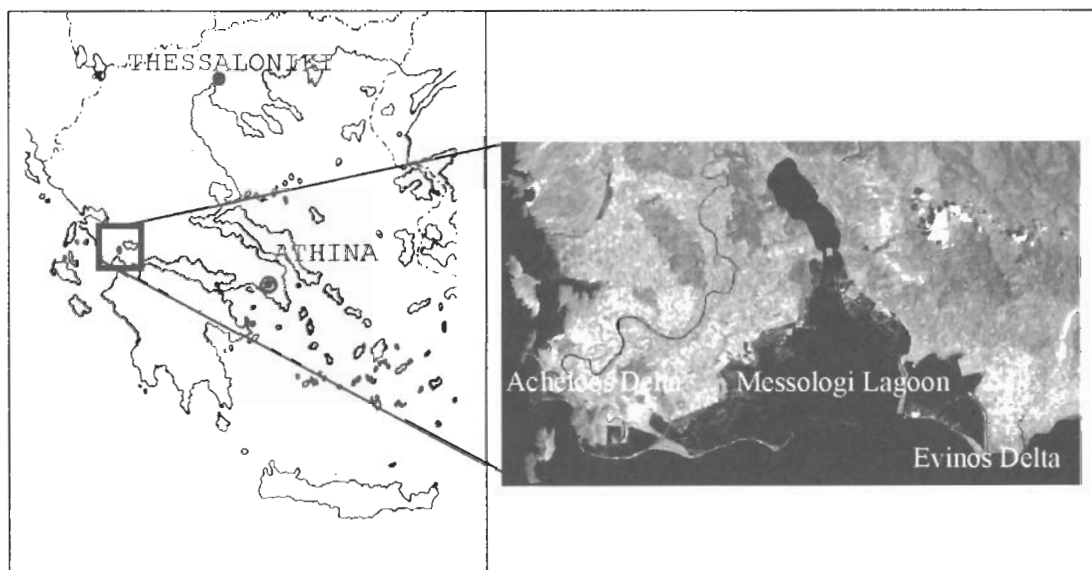 THESSALONIKI
ATHINA
Acheloos Delta
Messologi Lagoon
Evinos Delta